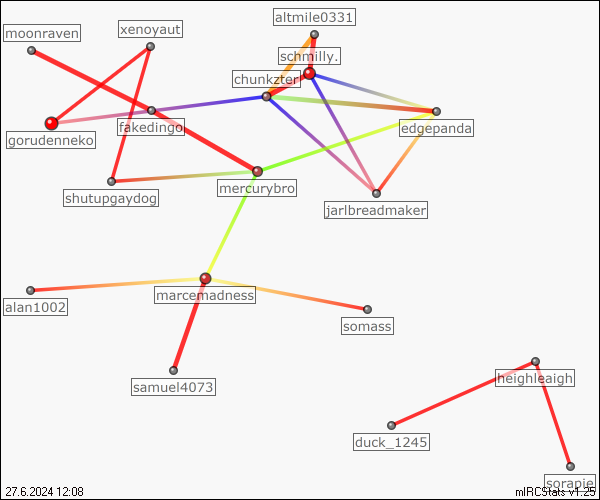 altmile0331
moonraven
xenoyaut
schmilly.
chunkzter
fakedingo
edgepanda
gorudenneko
mercurybro
shutupgaydog
jarlbreadmaker
marcemadness
alan1002
somass
samuel4073
heighleaigh
duck_1245
sorapie
27.6.2024 12:08
mIRCStats v1.25